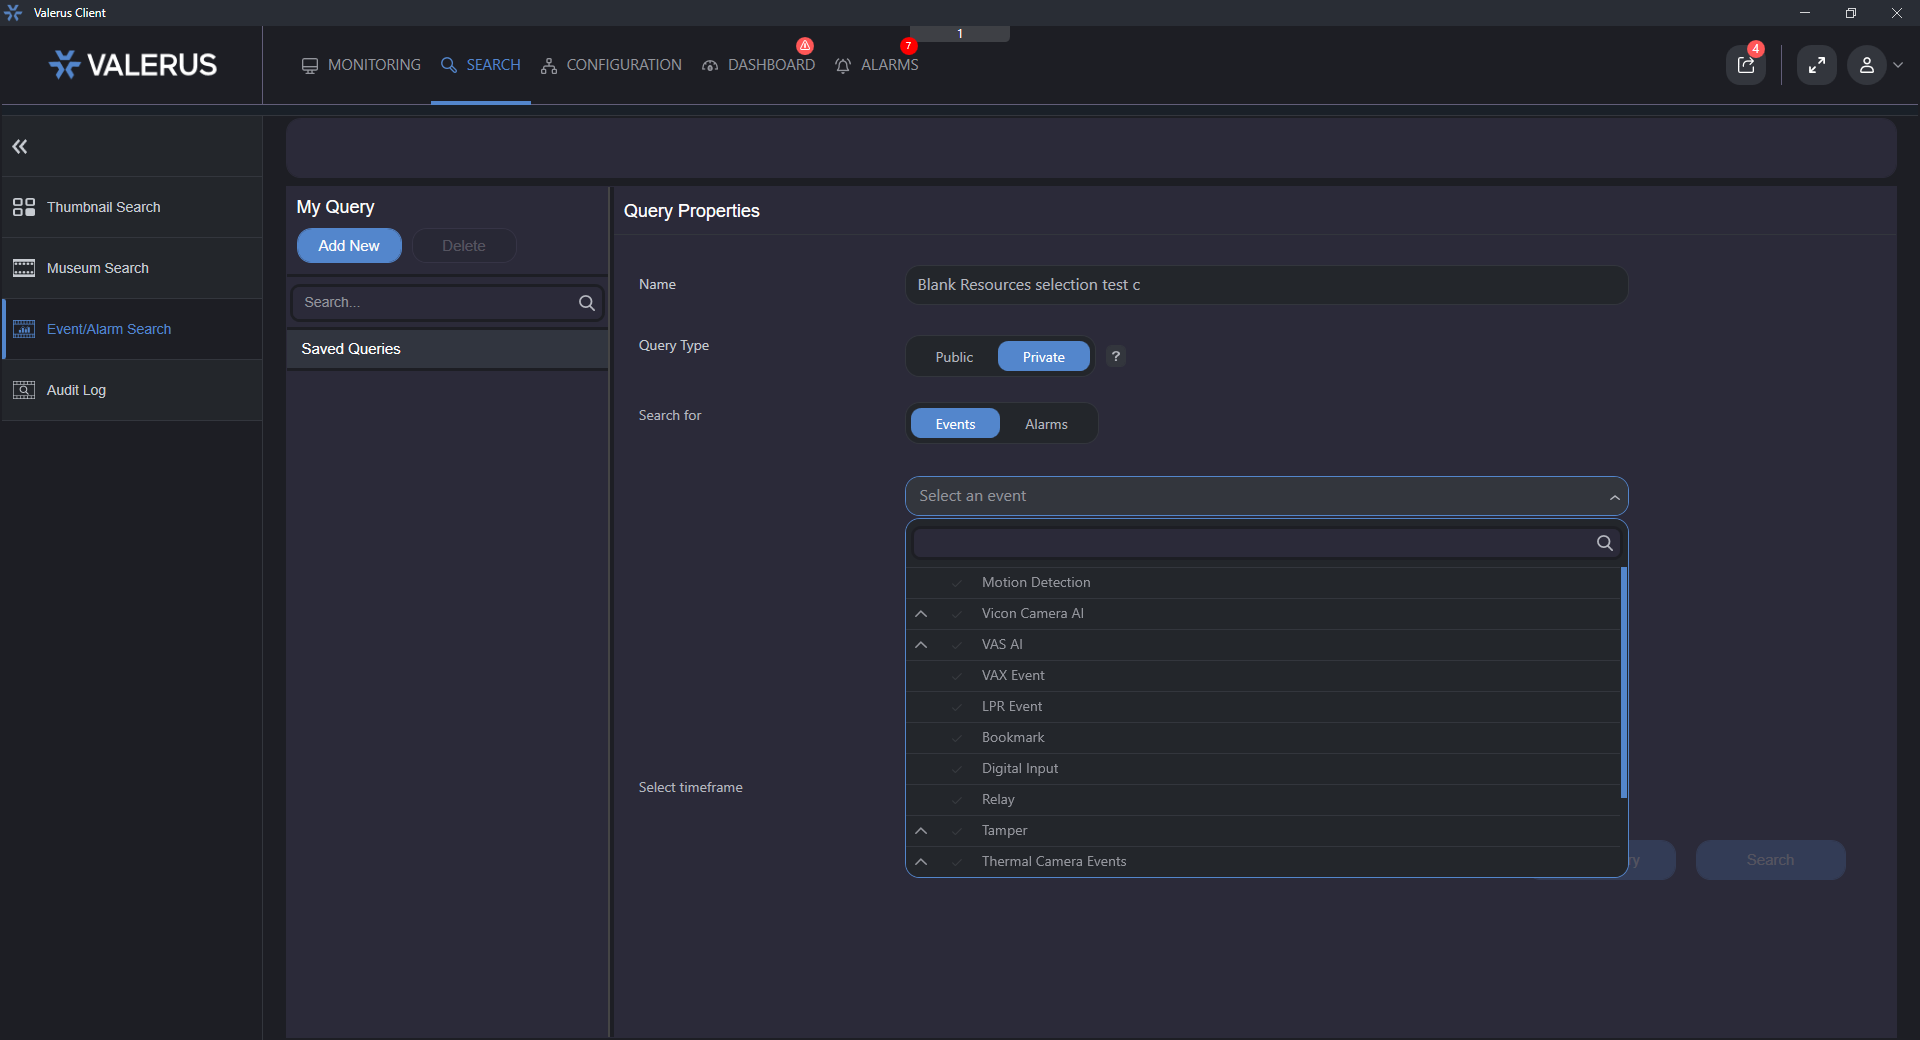 Valerus Client
1
VALERUS
MONITORING
SEARCH
CONFIGURATION
DASHBOARD
7
ALARMS
4
Thumbnail Search
Museum Search
Event/Alarm Search
Audit Log
My Query
Add New
Delete
Search...
Saved Queries
Query Properties
Name
Blank Resources selection test c
Query Type
Public
Private
?
Search for
Events
Alarms
Select an event
Motion Detection
Vicon Camera AI
VAS AI
VAX Event
LPR Event
Bookmark
Digital Input
Relay
Tamper
Thermal Camera Events
Select timeframe
Search